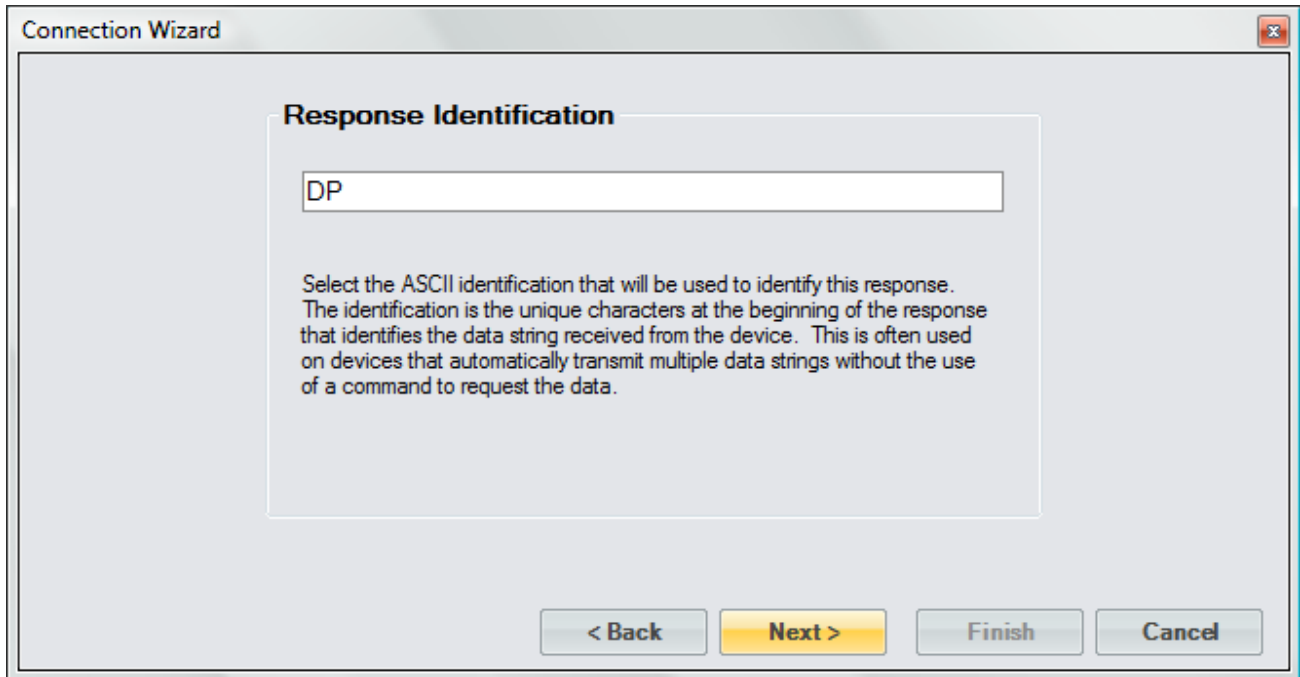 Connection Wizard
Response Identification
DP
Select the ASCII identification that will be used to identify this response.
The identification is the unique characters at the beginning of the response
that identifies the data string received from the device. This is often used
on devices that automatically transmit multiple data strings without the use
of a command to request the data.
< Back
Next >
Finish
Cancel